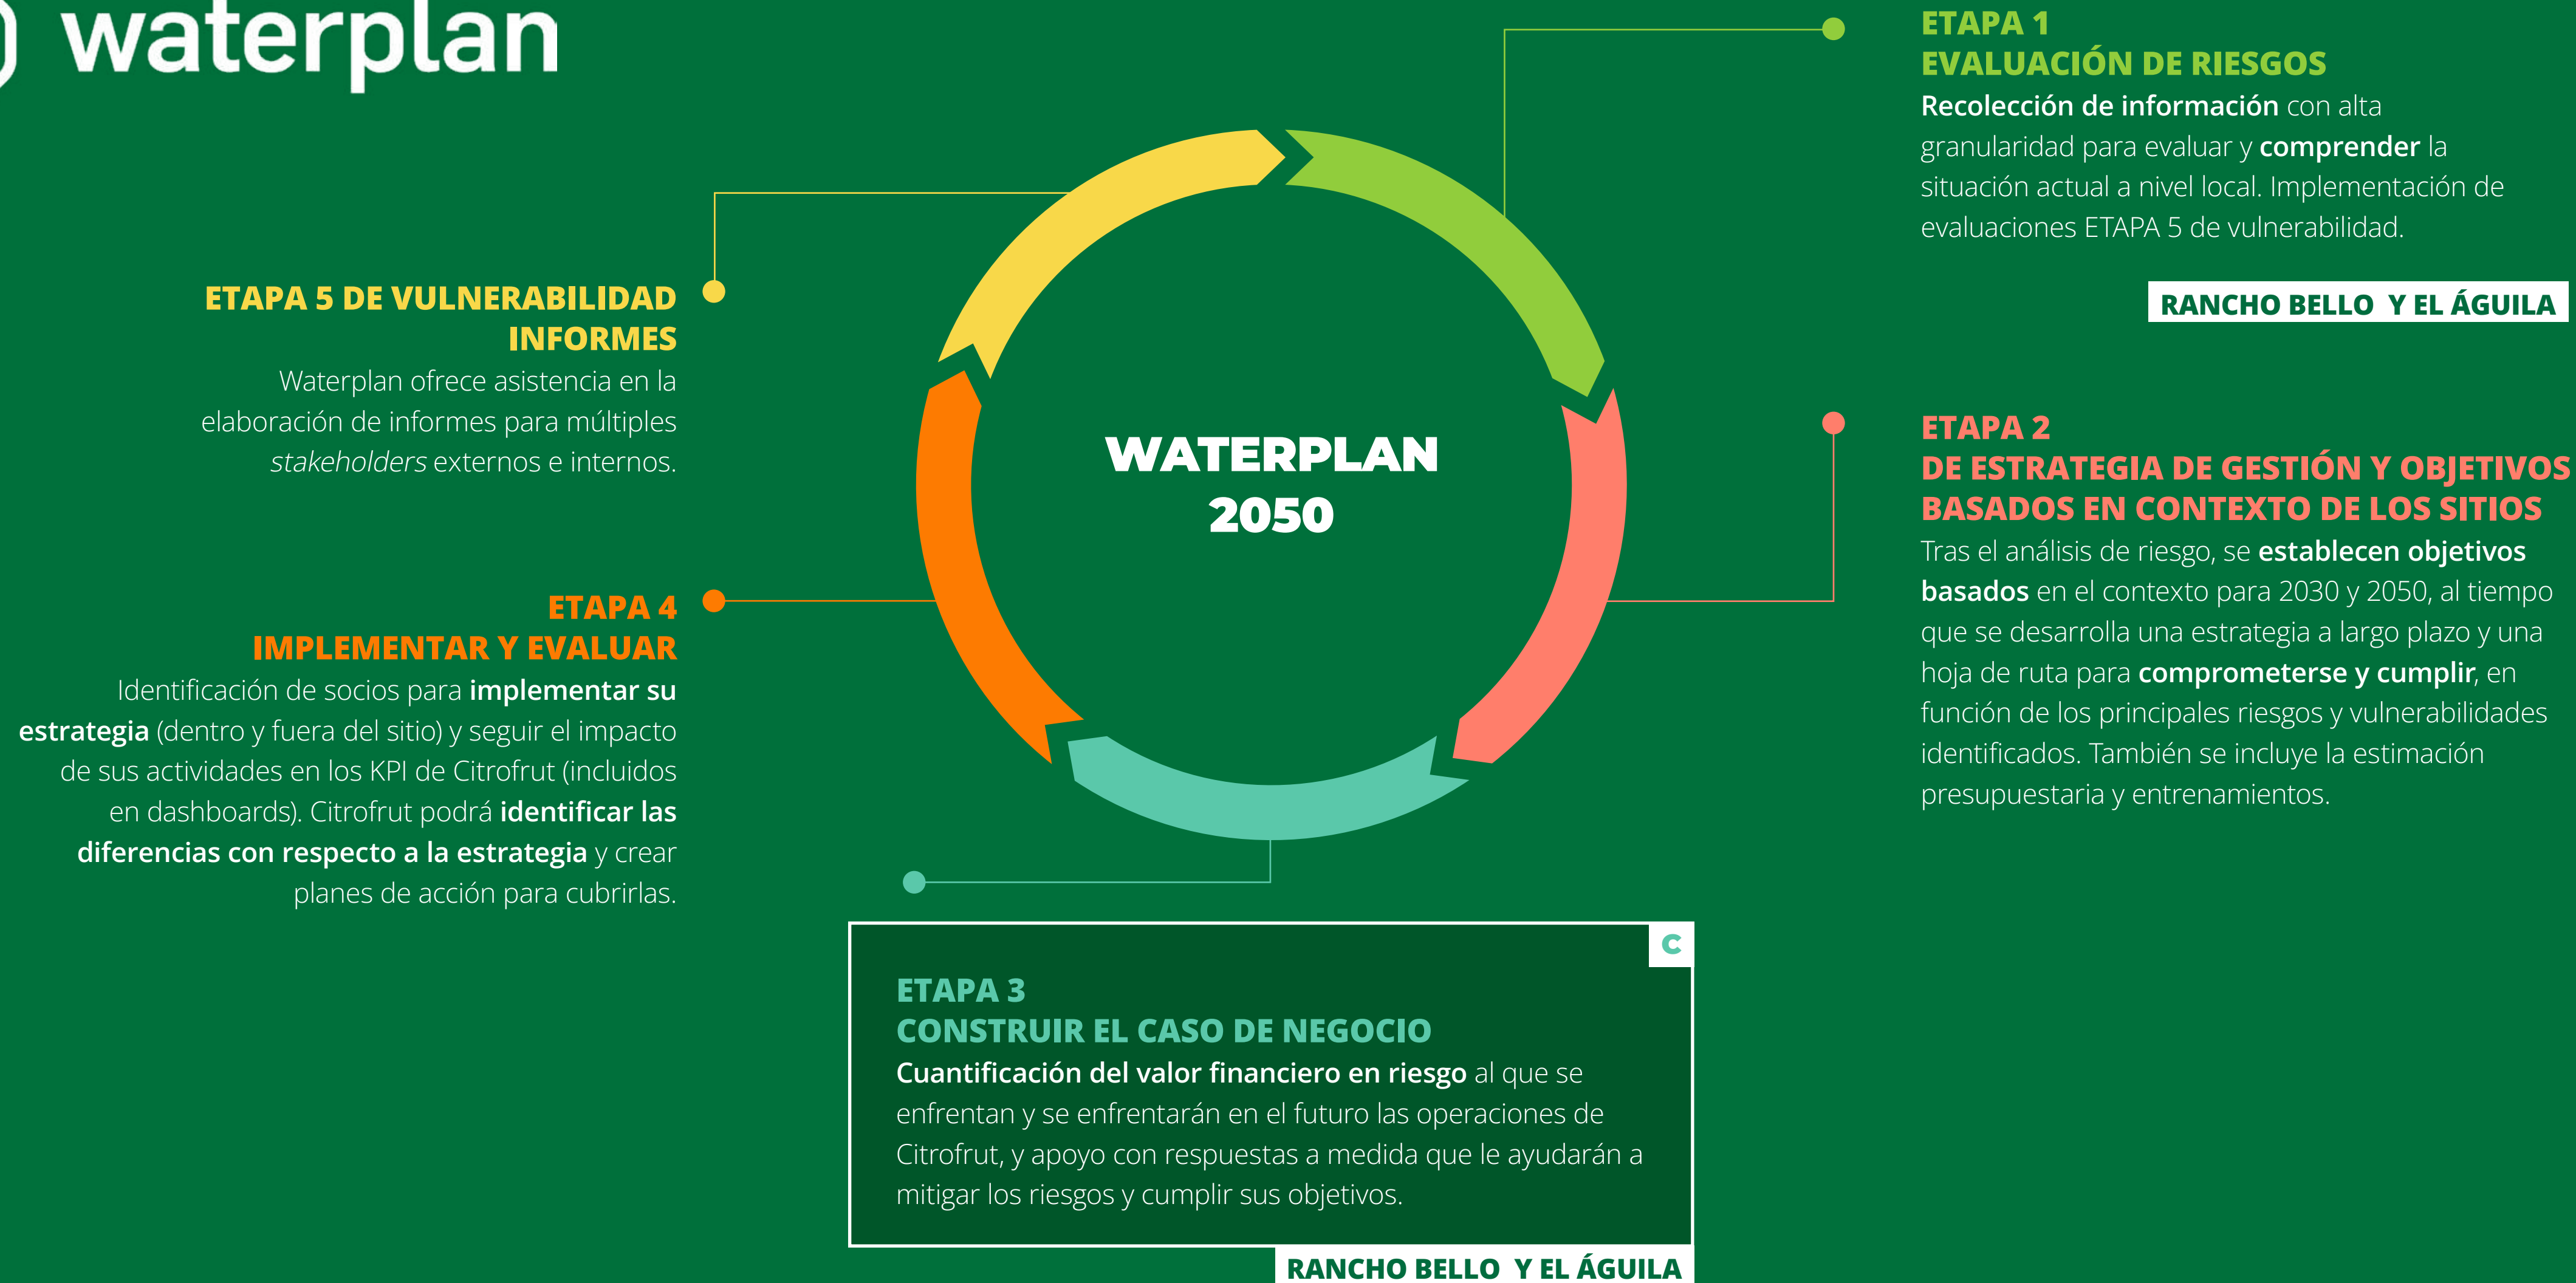 waterplan
ETAPA 1
EVALUACIÓN DE RIESGOS
Recolección de información con alta
granularidad para evaluar y comprender la
situación actual a nivel local. Implementación de
evaluaciones ETAPA 5 de vulnerabilidad.
RANCHO BELLO Y EL ÁGUILA
ETAPA 2
DE ESTRATEGIA DE GESTIÓN Y OBJETIVOS
BASADOS EN CONTEXTO DE LOS SITIOS
Tras el análisis de riesgo, se establecen objetivos
basados en el contexto para 2030 y 2050, al tiempo
que se desarrolla una estrategia a largo plazo y una
hoja de ruta para comprometerse y cumplir, en
función de los principales riesgos y vulnerabilidades
identificados. También se incluye la estimación
presupuestaria y entrenamientos.
WATERPLAN
2050
C
ETAPA 3
CONSTRUIR EL CASO DE NEGOCIO
Cuantificación del valor financiero en riesgo al que se
enfrentan y se enfrentarán en el futuro las operaciones de
Citrofrut, y apoyo con respuestas a medida que le ayudarán a
mitigar los riesgos y cumplir sus objetivos.
RANCHO BELLO Y EL ÁGUILA
ETAPA 4
IMPLEMENTAR Y EVALUAR
Identificación de socios para implementar su
estrategia (dentro y fuera del sitio) y seguir el impacto
de sus actividades en los KPI de Citrofrut (incluidos
en dashboards). Citrofrut podrá identificar las
diferencias con respecto a la estrategia y crear
planes de acción para cubrirlas.
ETAPA 5 DE VULNERABILIDAD
INFORMES
Waterplan ofrece asistencia en la
elaboración de informes para múltiples
stakeholders externos e internos.